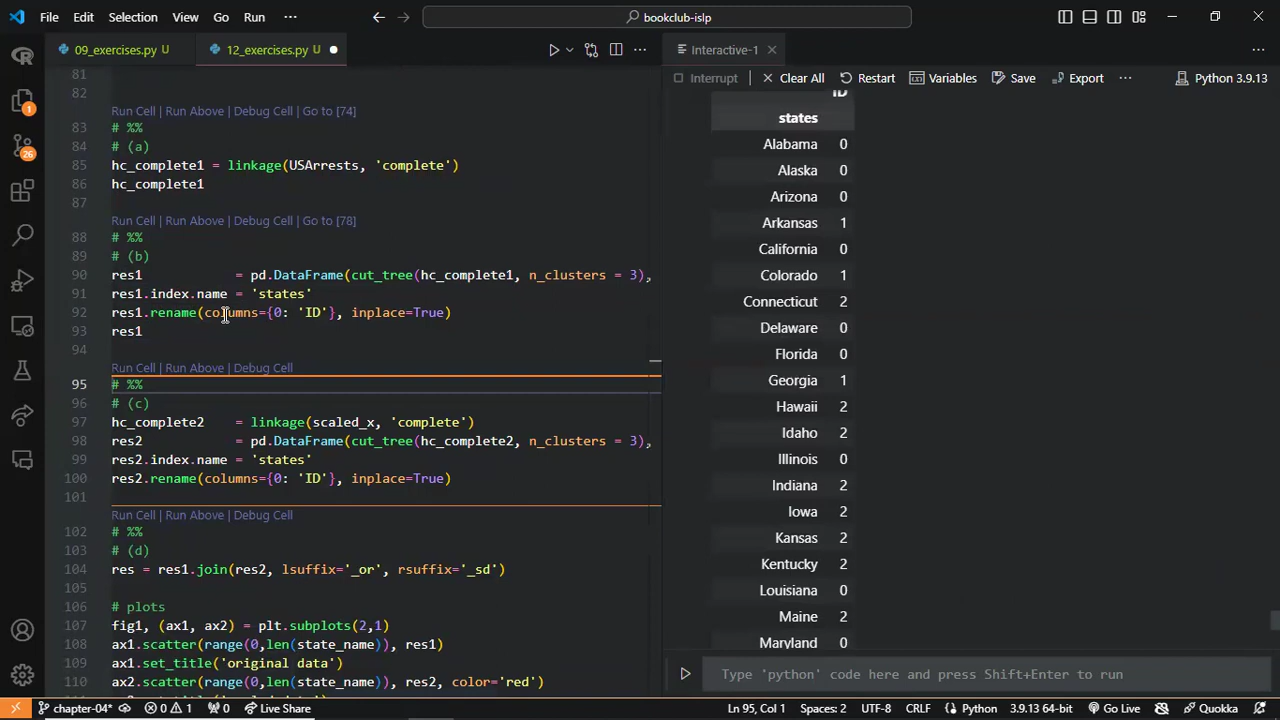 File Edit Selection View Go Run ··· bookclub-islp
09_exercises.py 12_exercises.py Interactive-1
Interrupt Clear All Restart Variables Save Export ··· Python 3.9.13
81
82
Run Cell | Run Above | Debug Cell | Go to [74]
83 # %%
84 # (a)
85 hc_complete1 = linkage(USArrests, 'complete')
86 hc_complete1
87
Run Cell | Run Above | Debug Cell | Go to [78]
88 # %%
89 # (b)
90 res1 = pd.DataFrame(cut_tree(hc_complete1, n_clusters = 3),
91 res1.index.name = 'states'
92 res1.rename(columns={0: 'ID'}, inplace=True)
93 res1
94
Run Cell | Run Above | Debug Cell
95 # %%
96 # (c)
97 hc_complete2 = linkage(scaled_x, 'complete')
98 res2 = pd.DataFrame(cut_tree(hc_complete2, n_clusters = 3),
99 res2.index.name = 'states'
100 res2.rename(columns={0: 'ID'}, inplace=True)
101
Run Cell | Run Above | Debug Cell
102 # %%
103 # (d)
104 res = res1.join(res2, lsuffix='_or', rsuffix='_sd')
105
106 # plots
107 fig1, (ax1, ax2) = plt.subplots(2,1)
108 ax1.scatter(range(0,len(state_name)), res1)
109 ax1.set_title('original data')
110 ax2.scatter(range(0,len(state_name)), res2, color='red')
ID
states
Alabama 0
Alaska 0
Arizona 0
Arkansas 1
California 0
Colorado 1
Connecticut 2
Delaware 0
Florida 0
Georgia 1
Hawaii 2
Idaho 2
Illinois 0
Indiana 2
Iowa 2
Kansas 2
Kentucky 2
Louisiana 0
Maine 2
Maryland 0
Type 'python' code here and press Shift+Enter to run
1
26
chapter-04* 0 1 0 Live Share Ln 95, Col 1 Spaces: 2 UTF-8 CRLF Python 3.9.13 64-bit Go Live Quokka